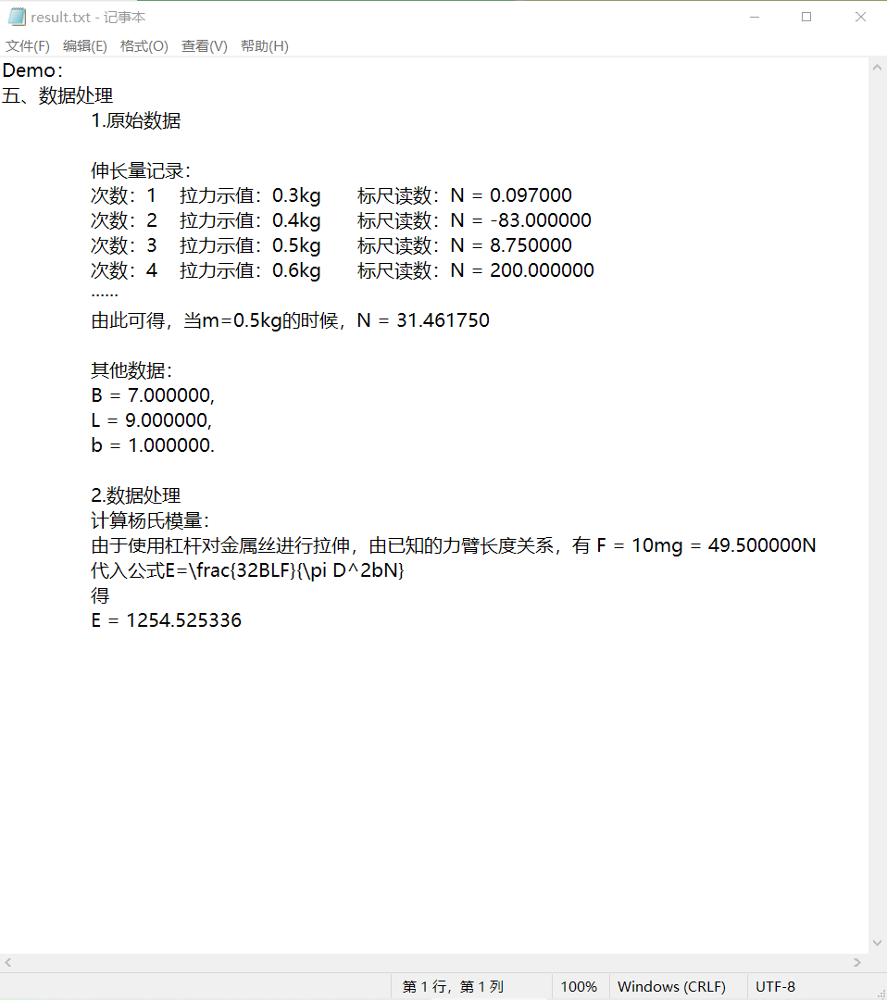 result.txt - 记事本
文件(F) 编辑(E) 格式(O) 查看(V) 帮助(H)
Demo：
五、数据处理
1.原始数据
伸长量记录：
次数：1 拉力示值：0.3kg 标尺读数：N = 0.097000
次数：2 拉力示值：0.4kg 标尺读数：N = -83.000000
次数：3 拉力示值：0.5kg 标尺读数：N = 8.750000
次数：4 拉力示值：0.6kg 标尺读数：N = 200.000000
……
由此可得，当m=0.5kg的时候，N = 31.461750
其他数据：
B = 7.000000,
L = 9.000000,
b = 1.000000.
2.数据处理
计算杨氏模量：
由于使用杠杆对金属丝进行拉伸，由已知的力臂长度关系，有 F = 10mg = 49.500000N
代入公式E=\frac{32BLF}{\pi D^2bN}
得
E = 1254.525336
第 1 行，第 1 列 100% Windows (CRLF) UTF-8